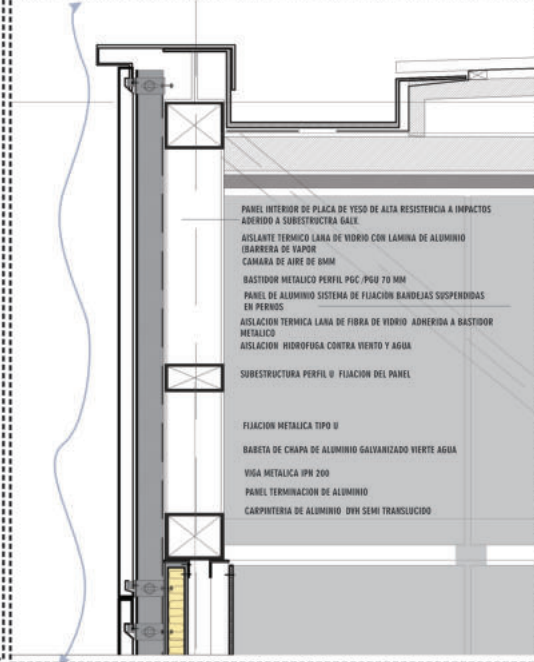 PANEL INTERIOR DE PLACA DE YESO DE ALTA RESISTENCIA A IMPACTOS
ADERIDO A SUBESTRUCTRA GALV.
AISLANTE TERMICO LANA DE VIDRIO CON LAMINA DE ALUMINIO
(BARRERA DE VAPOR
CAMARA DE AIRE DE 8MM
BASTIDOR METALICO PERFIL PGC /PGU 70 MM
PANEL DE ALUMINIO SISTEMA DE FIJACIÓN BANDEJAS SUSPENDIDAS
EN PERNOS
AISLACION TERMICA LANA DE FIBRA DE VIDRIO  ADHERIDA A BASTIDOR
METALICO
AISLACION  HIDROFUGA CONTRA VIENTO Y AGUA
SUBESTRUCTURA PERFIL U  FIJACION DEL PANEL
FIJACION METALICA TIPO U
BABETA DE CHAPA DE ALUMINIO GALVANIZADO VIERTE AGUA
VIGA METALICA IPN 200
PANEL TERMINACION DE ALUMINIO
CARPINTERIA DE ALUMINIO  DVH SEMI TRANSLUCIDO